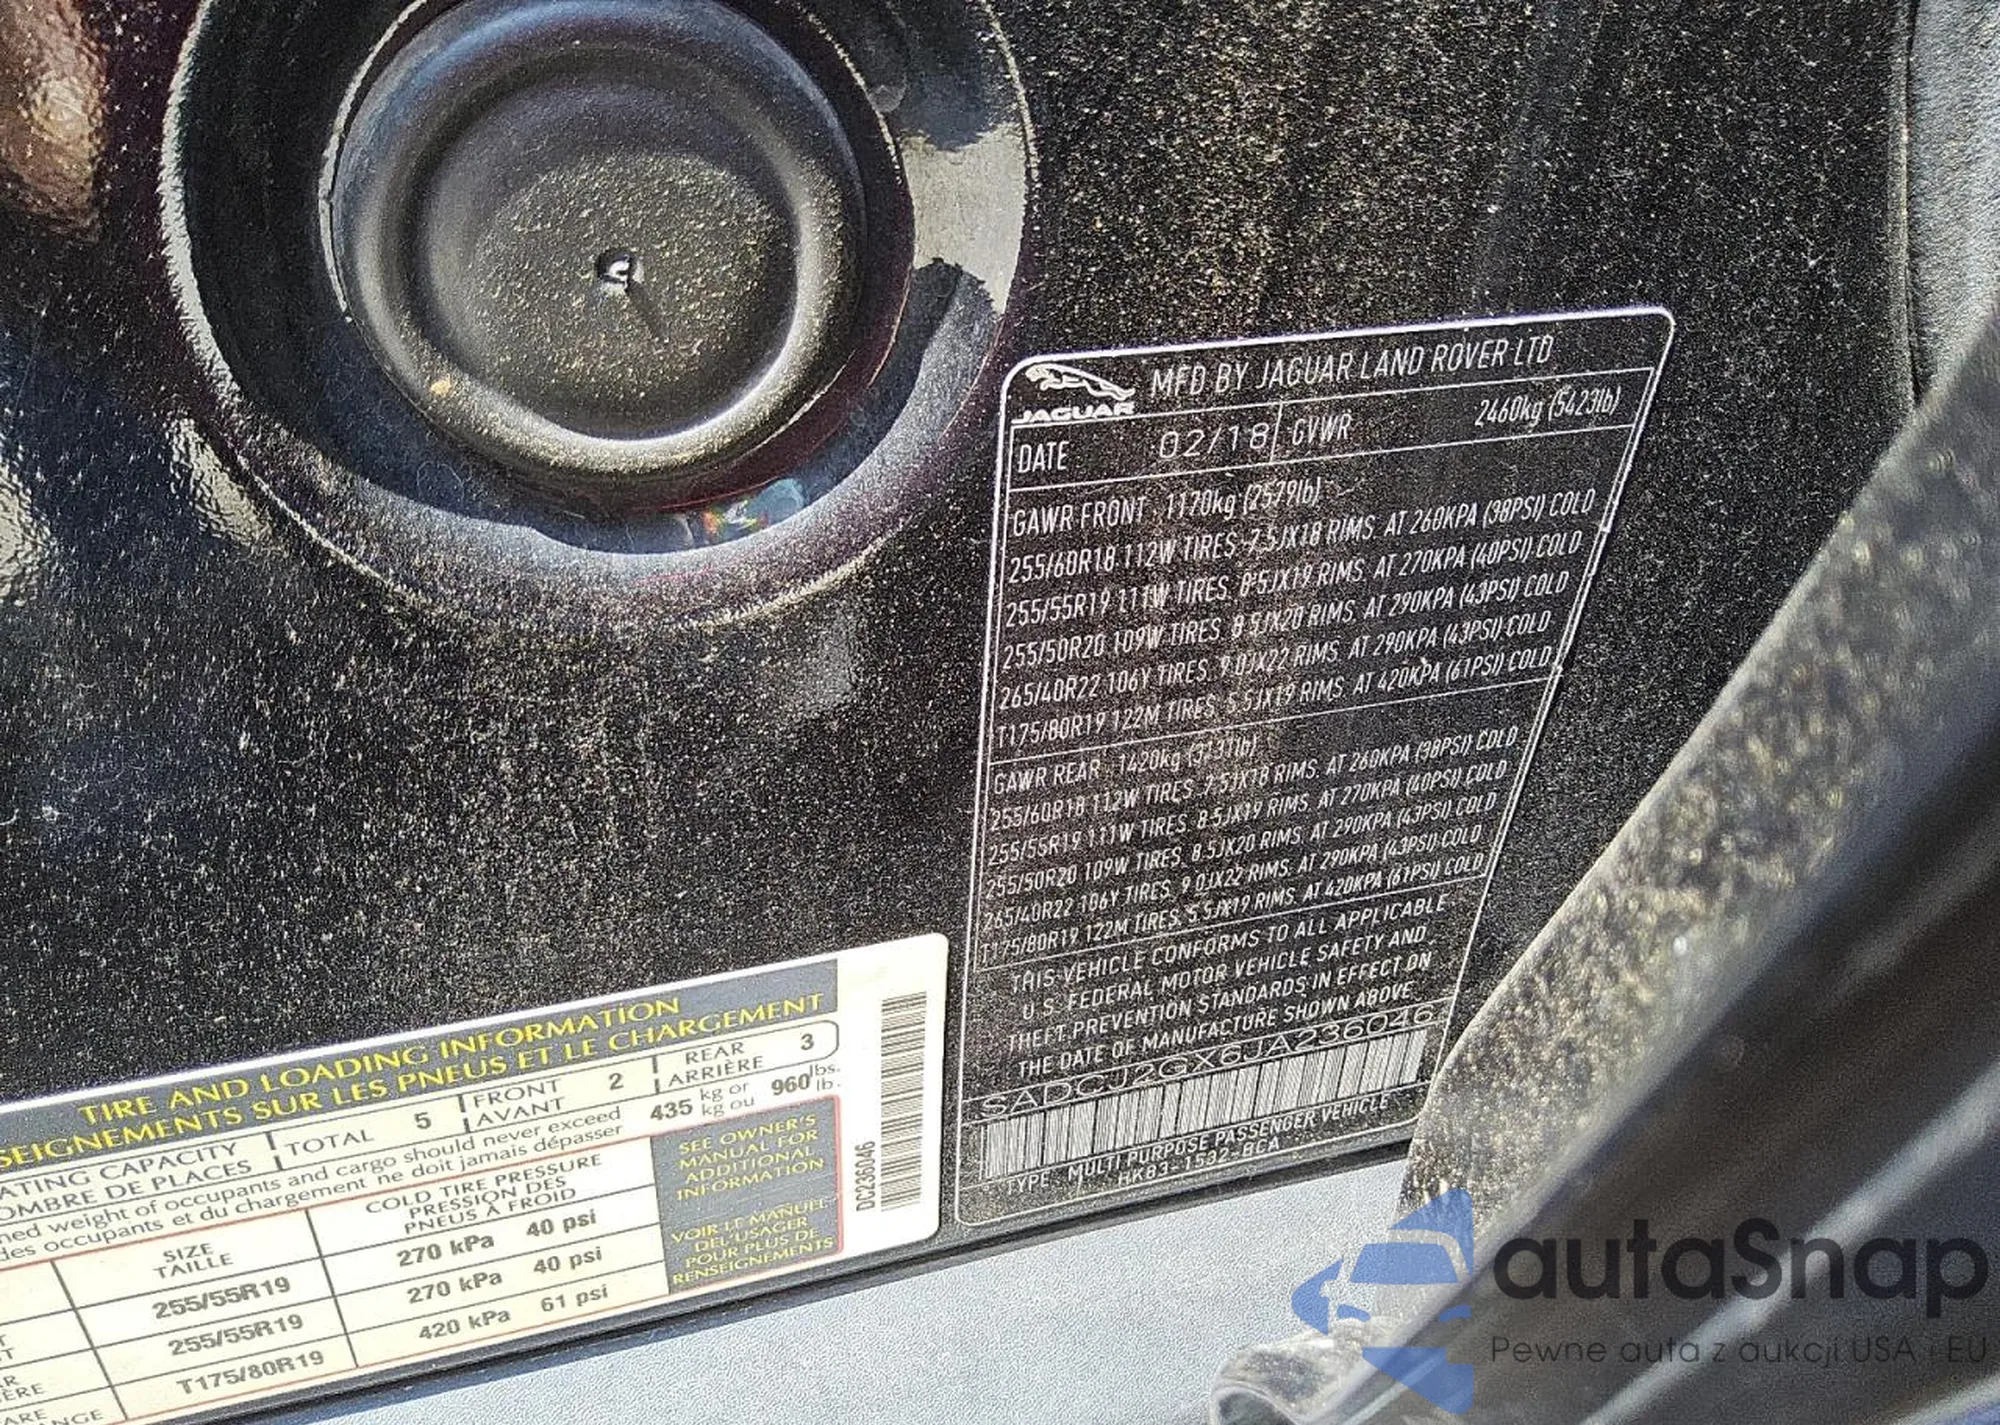 JAGUAR
MFD BY JAGUAR LAND ROVER LTD
DATE 02/18 GVWR 2460kg (5423lb)
GAWR FRONT 1170kg (2579lb)
255/60R18 112W TIRES. 7.5JX18 RIMS. AT 260KPA (38PSI) COLD
255/55R19 111W TIRES. 8.5JX19 RIMS. AT 270KPA (40PSI) COLD
255/50R20 109W TIRES. 8.5JX20 RIMS. AT 290KPA (43PSI) COLD
265/40R22 106Y TIRES. 9.0JX22 RIMS. AT 290KPA (43PSI) COLD
T175/80R19 122M TIRES. 5.5JX19 RIMS. AT 420KPA (61PSI) COLD
GAWR REAR 1420kg (3131lb)
255/60R18 112W TIRES. 7.5JX18 RIMS. AT 260KPA (38PSI) COLD
255/55R19 111W TIRES. 8.5JX19 RIMS. AT 270KPA (40PSI) COLD
255/50R20 109W TIRES. 8.5JX20 RIMS. AT 290KPA (43PSI) COLD
265/40R22 106Y TIRES. 9.0JX22 RIMS. AT 290KPA (43PSI) COLD
T175/80R19 122M TIRES. 5.5JX19 RIMS. AT 420KPA (61PSI) COLD
THIS VEHICLE CONFORMS TO ALL APPLICABLE
U.S. FEDERAL MOTOR VEHICLE SAFETY AND
THEFT PREVENTION STANDARDS IN EFFECT ON
THE DATE OF MANUFACTURE SHOWN ABOVE
SADCJ2GX6JA236046
TYPE: MULTI PURPOSE PASSENGER VEHICLE
TIRE AND LOADING INFORMATION
SEIGNEMENTS SUR LES PNEUS ET LE CHARGEMENT
ATING CAPACITY TOTAL 5 FRONT 2 REAR 3
OMBRE DE PLACES AVANT ARRIÈRE
ned weight of occupants and cargo should never exceed 435 kg or 960 lbs.
des occupants et du chargement ne doit jamais dépasser kg ou lb.
SIZE
TAILLE
COLD TIRE PRESSURE
PRESSION DES
PNEUS À FROID
255/55R19 270 kPa 40 psi
255/55R19 270 kPa 40 psi
T175/80R19 420 kPa 61 psi
SEE OWNER'S
MANUAL FOR
ADDITIONAL
INFORMATION
VOIR LE MANUEL
DE L'USAGER
POUR PLUS DE
RENSEIGNEMENTS
DC236046
autaSnap
Pewne auta z aukcji USA i EU